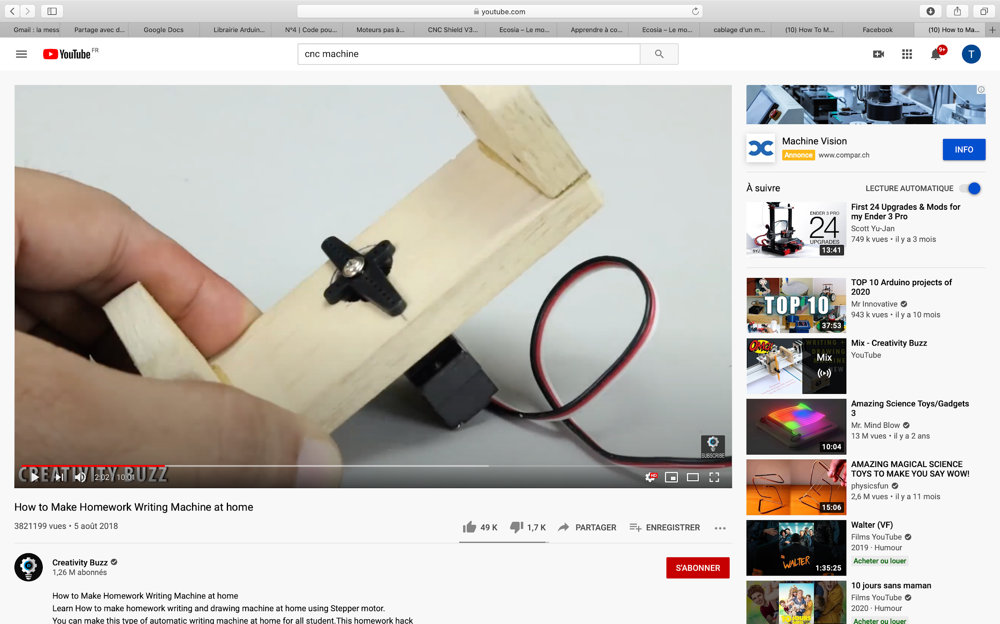 youtube.com
Gmail : la mess
Partage avec d...
Google Docs
Librairie Arduin...
N°4 | Code pou...
Moteurs pas à...
CNC Shield V3...
Ecosia – Le mo...
Apprendre à co...
Ecosia – Le mo...
cablage d'un m...
(10) How To M...
Facebook
(10) How to Ma...
YouTube FR
cnc machine
9+
T
SUBSCRIBE
CREATIVITY BUZZ
2:02 / 10:01
HD
How to Make Homework Writing Machine at home
3821199 vues • 5 août 2018
49 K
1,7 K
PARTAGER
ENREGISTRER
Creativity Buzz
1,26 M abonnés
S'ABONNER
How to Make Homework Writing Machine at home
Learn How to make homework writing and drawing machine at home using Stepper motor.
You can make this type of automatic writing machine at home for all student.This homework hack
Machine Vision
Annonce www.compar.ch
INFO
À suivre
LECTURE AUTOMATIQUE
ENDER 3 PRO
24
UPGRADES
SYJ
13:41
First 24 Upgrades & Mods for
my Ender 3 Pro
Scott Yu-Jan
749 k vues • il y a 3 mois
TOP 10
37:53
TOP 10 Arduino projects of
2020
Mr Innovative
943 k vues • il y a 10 mois
OMG!
WRITING +
DRAWING
MACHINE
NEW
Mix
Mix - Creativity Buzz
YouTube
10:04
Amazing Science Toys/Gadgets
3
Mr. Mind Blow
13 M vues • il y a 2 ans
15:06
AMAZING MAGICAL SCIENCE
TOYS TO MAKE YOU SAY WOW!
physicsfun
2,6 M vues • il y a 11 mois
WALTER
1:35:25
Walter (VF)
Films YouTube
2019 · Humour
Acheter ou louer
10 JOURS
SANS
10 jours sans maman
Films YouTube
2020 · Humour
Acheter ou louer